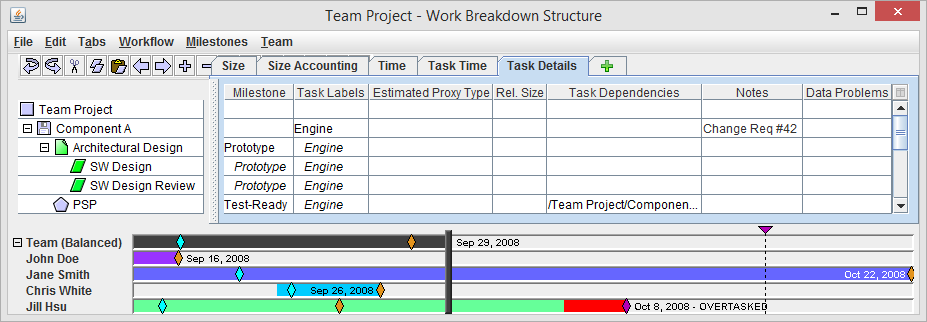 Team Project - Work Breakdown Structure
File Edit Tabs Workflow Milestones Team
Size Size Accounting Time Task Time Task Details
Milestone Task Labels Estimated Proxy Type Rel. Size Task Dependencies Notes Data Problems
Team Project
Component A Engine Change Req #42
Architectural Design Prototype Engine
SW Design Prototype Engine
SW Design Review Prototype Engine
PSP Test-Ready Engine /Team Project/Componen...
Team (Balanced) Sep 29, 2008
John Doe Sep 16, 2008
Jane Smith Oct 22, 2008
Chris White Sep 26, 2008
Jill Hsu Oct 8, 2008 - OVERTASKED